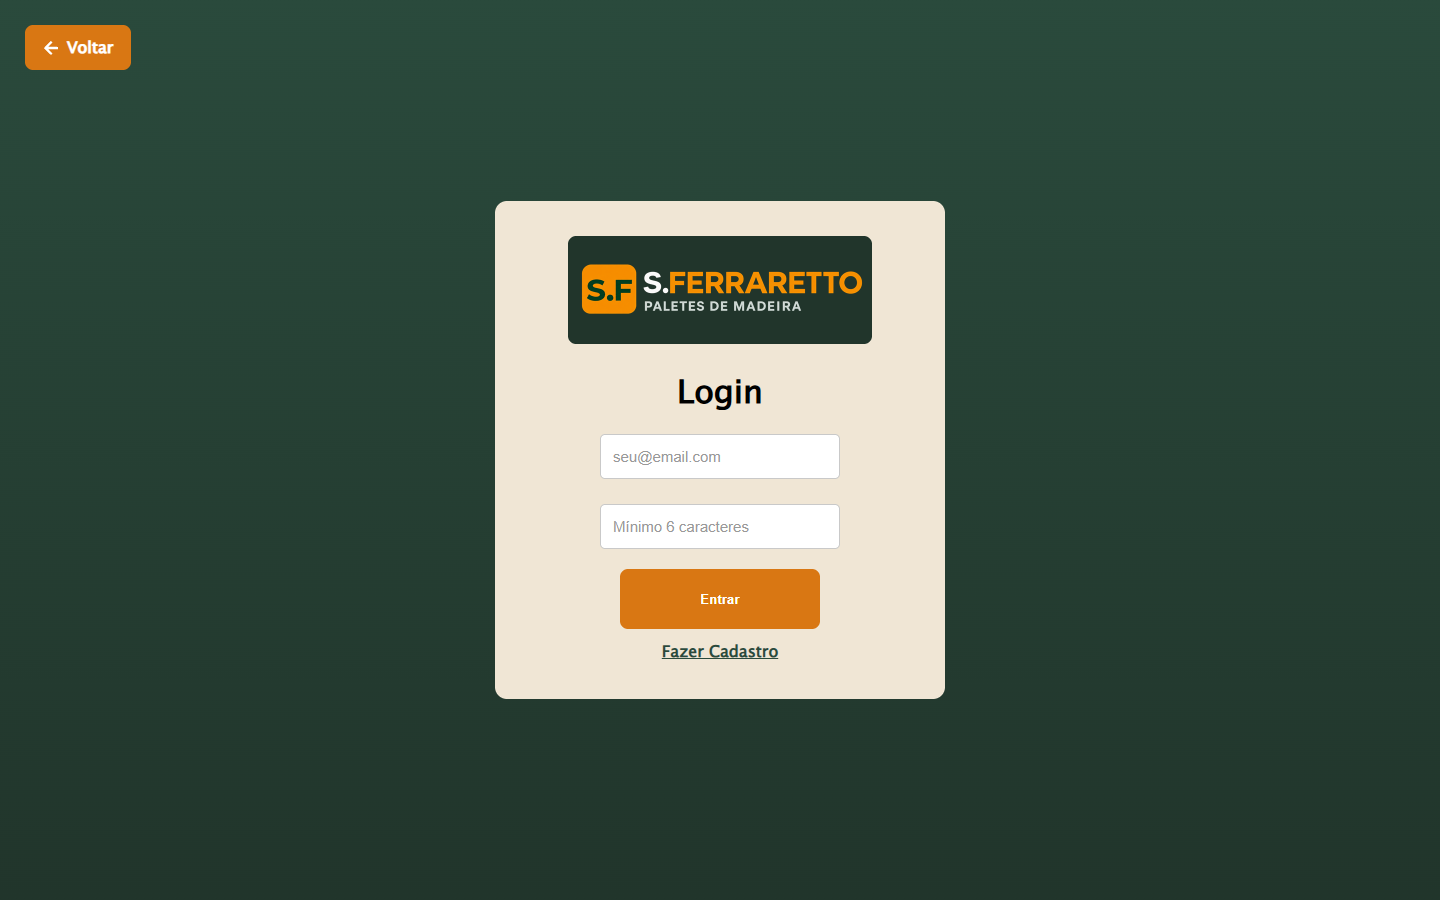 ← Voltar
S.F S.FERRARETTO
PALETES DE MADEIRA
Login
seu@email.com
Mínimo 6 caracteres
Entrar
Fazer Cadastro